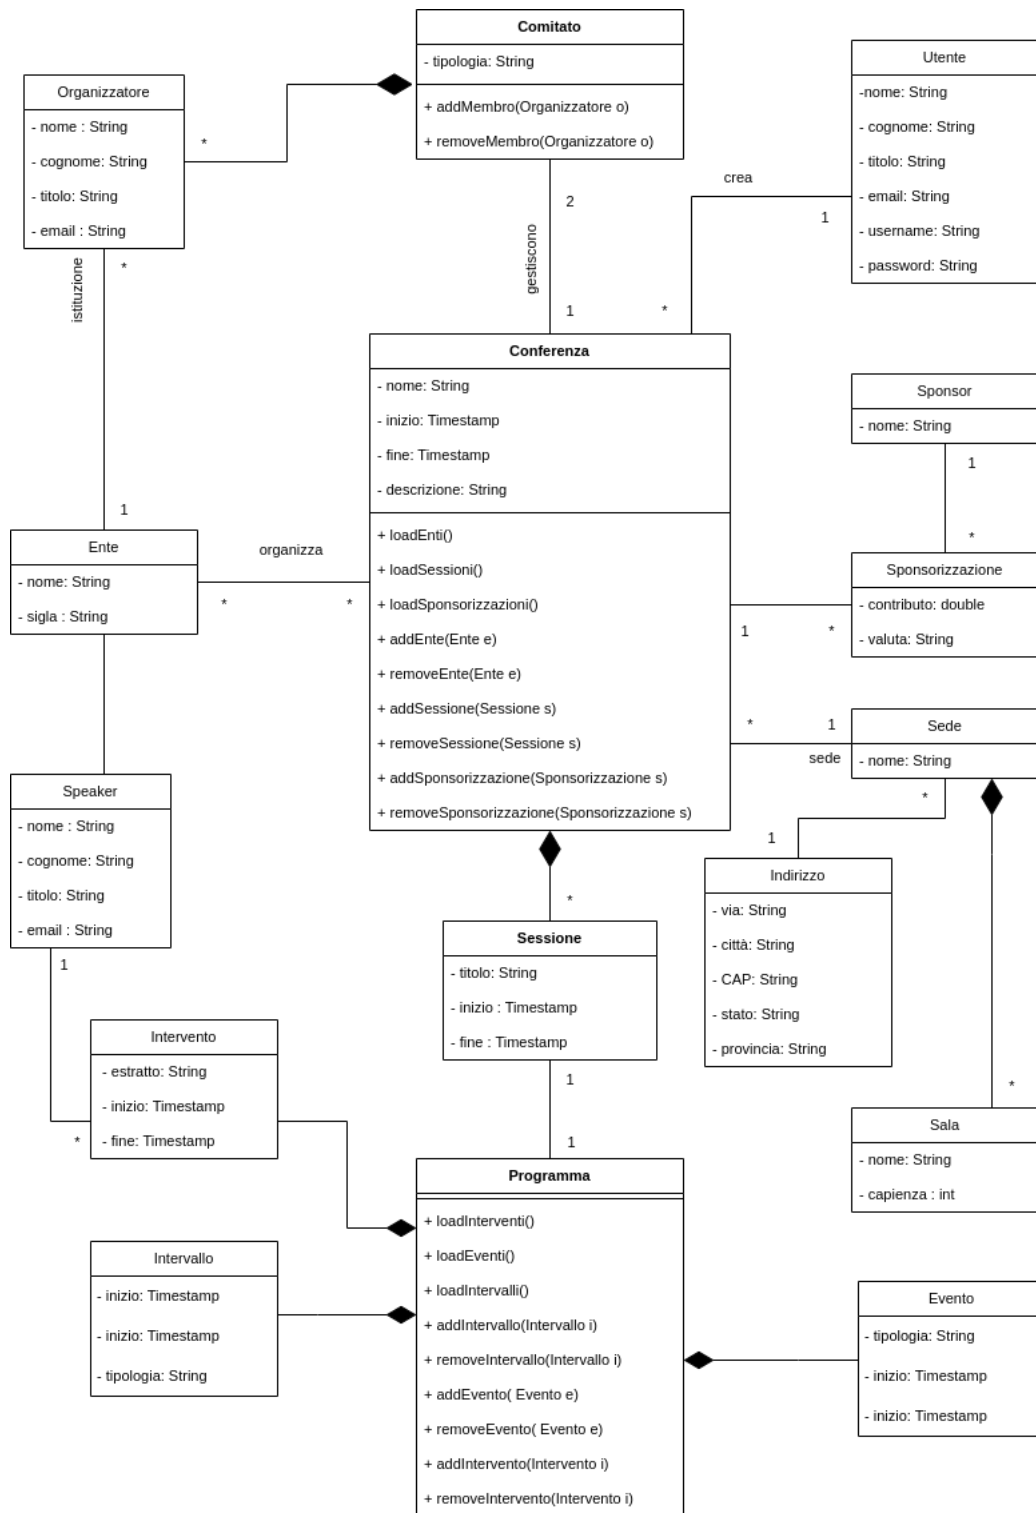 Comitato
- tipologia: String
+ addMembro(Organizzatore o)
+ removeMembro(Organizzatore o)
Organizzatore
- nome : String
- cognome: String
- titolo: String
- email : String
*
Utente
-nome: String
- cognome: String
- titolo: String
- email: String
- username: String
- password: String
crea
1
*
2
gestiscono
1
*
istituzione
1
Conferenza
- nome: String
- inizio: Timestamp
- fine: Timestamp
- descrizione: String
+ loadEnti()
+ loadSessioni()
+ loadSponsorizzazioni()
+ addEnte(Ente e)
+ removeEnte(Ente e)
+ addSessione(Sessione s)
+ removeSessione(Sessione s)
+ addSponsorizzazione(Sponsorizzazione s)
+ removeSponsorizzazione(Sponsorizzazione s)
Sponsor
- nome: String
1
*
Sponsorizzazione
- contributo: double
- valuta: String
1
*
Ente
- nome: String
- sigla : String
organizza
*
*
*
1
sede
Sede
- nome: String
*
1
Indirizzo
- via: String
- città: String
- CAP: String
- stato: String
- provincia: String
*
Sala
- nome: String
- capienza : int
Speaker
- nome : String
- cognome: String
- titolo: String
- email : String
1
*
*
Sessione
- titolo: String
- inizio : Timestamp
- fine : Timestamp
1
1
Intervento
- estratto: String
- inizio: Timestamp
- fine: Timestamp
Intervallo
- inizio: Timestamp
- inizio: Timestamp
- tipologia: String
Programma
+ loadInterventi()
+ loadEventi()
+ loadIntervalli()
+ addIntervallo(Intervallo i)
+ removeIntervallo(Intervallo i)
+ addEvento( Evento e)
+ removeEvento( Evento e)
+ addIntervento(Intervento i)
+ removeIntervento(Intervento i)
Evento
- tipologia: String
- inizio: Timestamp
- inizio: Timestamp